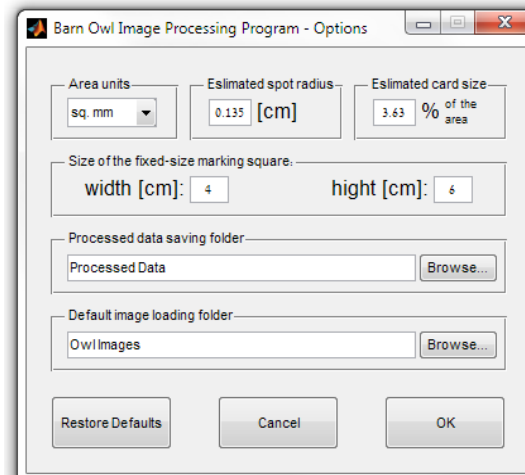 Barn Owl Image Processing Program - Options
Area units
Eslimated spot radius
Eslimated card size
sq. mm
0.135 [cm]
3.63 % of the area
Size of the fixed-size marking square:
width [cm]: 4
hight [cm]: 6
Processed data saving folder
Processed Data
Browse...
Default image loading folder
Owl Images
Browse...
Restore Defaults
Cancel
OK